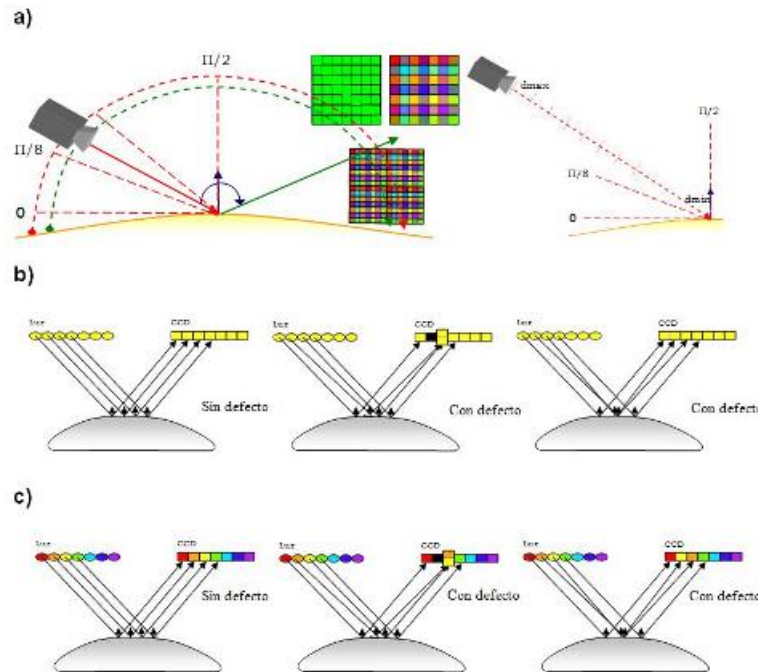 a)
Π/2
dmax
Π/2
Π/8
Π/8
dmin
0
0
b)
Luz
CCD
Luz
CCD
Luz
CCD
Sin defecto
Con defecto
Con defecto
c)
Luz
CCD
Luz
CCD
Luz
CCD
Sin defecto
Con defecto
Con defecto